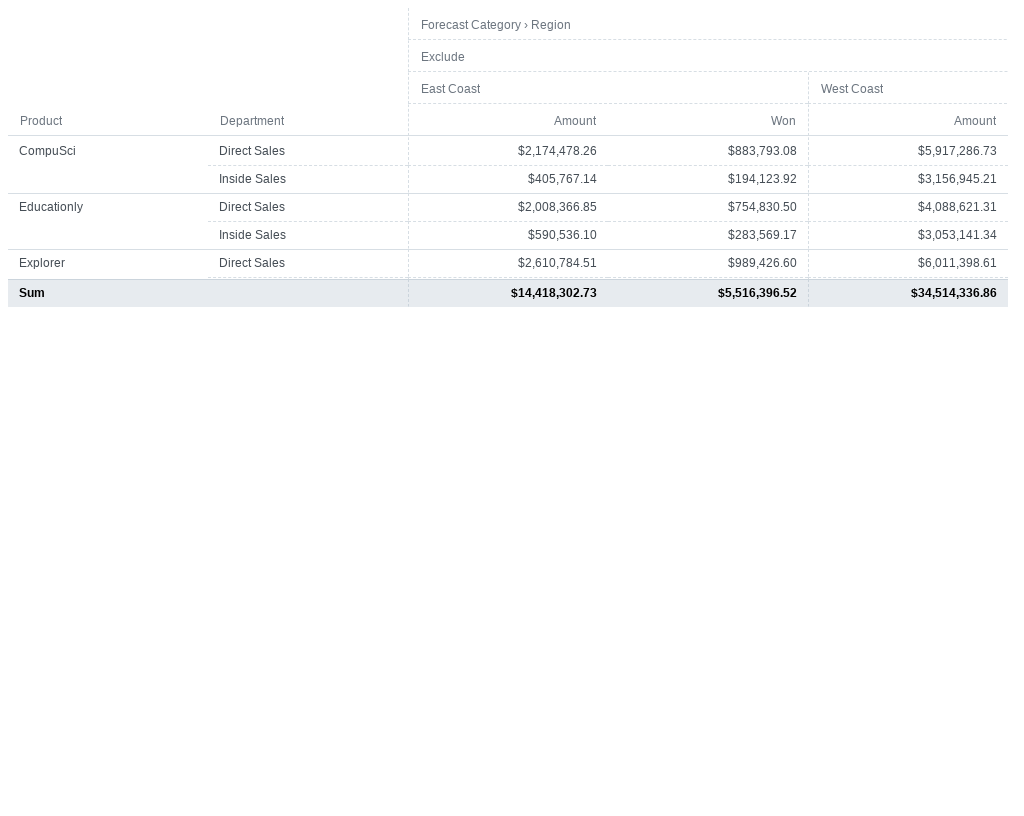 Forecast Category › Region
Exclude
East Coast West Coast
Product Department Amount Won Amount
CompuSci Direct Sales $2,174,478.26 $883,793.08 $5,917,286.73
Inside Sales $405,767.14 $194,123.92 $3,156,945.21
Educationly Direct Sales $2,008,366.85 $754,830.50 $4,088,621.31
Inside Sales $590,536.10 $283,569.17 $3,053,141.34
Explorer Direct Sales $2,610,784.51 $989,426.60 $6,011,398.61
Sum $14,418,302.73 $5,516,396.52 $34,514,336.86